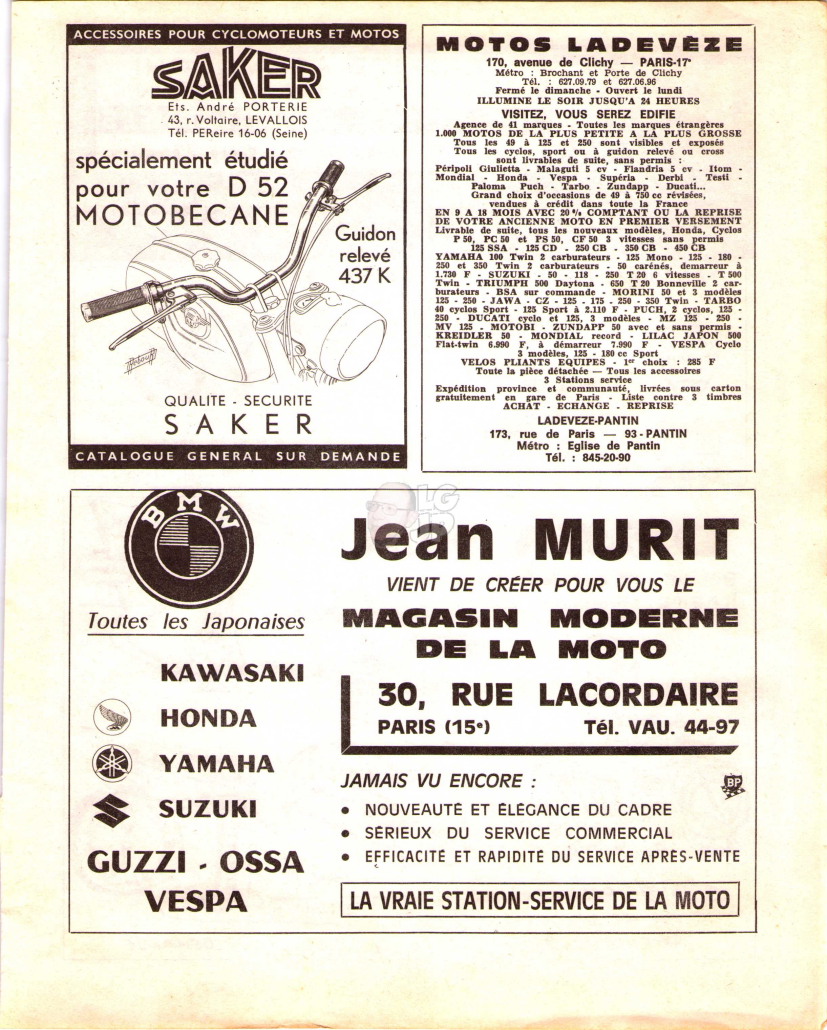 ACCESSOIRES POUR CYCLOMOTEURS ET MOTOS
SAKER
Ets. André PORTERIE
43, r. Voltaire, LEVALLOIS
Tél. PEReire 16-06 (Seine)
spécialement étudié
pour votre D 52
MOTOBECANE
Guidon
relevé
437 K
QUALITE - SECURITE
SAKER
CATALOGUE GENERAL SUR DEMANDE
MOTOS LADEVÈZE
170, avenue de Clichy — PARIS-17e
Métro : Brochant et Porte de Clichy
Tél. : 627.09.79 et 627.06.96
Fermé le dimanche - Ouvert le lundi
ILLUMINE LE SOIR JUSQU'A 24 HEURES
VISITEZ, VOUS SEREZ EDIFIE
Agence de 41 marques - Toutes les marques étrangères
1.000 MOTOS DE LA PLUS PETITE A LA PLUS GROSSE
Tous les 49 à 125 et 250 sont visibles et exposés
Tous les cyclos, sport ou à guidon relevé ou cross
sont livrables de suite, sans permis :
Péripoli Giulietta - Malaguti 5 cv - Flandria 5 cv - Itom -
Mondial - Honda - Vespa - Supéria - Derbi - Testi -
Paloma Puch - Tarbo - Zundapp - Ducati...
Grand choix d'occasions de 49 à 750 cc révisées,
vendues à crédit dans toute la France
EN 9 A 18 MOIS AVEC 20 % COMPTANT OU LA REPRISE
DE VOTRE ANCIENNE MOTO EN PREMIER VERSEMENT
Livrable de suite, tous les nouveaux modèles, Honda, Cyclos
P 50, PC 50 et PS 50, CF 50 3 vitesses sans permis
125 SSA - 125 CD - 250 CB - 350 CB - 450 CB
YAMAHA 100 Twin 2 carburateurs - 125 Mono - 125 - 180 -
250 et 350 Twin 2 carburateurs - 50 carénés, demarreur à
1.730 F - SUZUKI - 50 - 118 - 250 T 20 6 vitesses - T 500
Twin - TRIUMPH 500 Daytona - 650 T 20 Bonneville 2 car-
burateurs - BSA sur commande - MORINI 50 et 3 modèles
125 - 250 - JAWA - CZ - 125 - 175 - 250 - 350 Twin - TARBO
40 cyclos Sport - 125 Sport à 2.110 F - PUCH, 2 cyclos, 125 -
250 - DUCATI cyclo et 125, 3 modèles - MZ 125 - 250 -
MV 125 - MOTOBI - ZUNDAPP 50 avec et sans permis -
KREIDLER 50 - MONDIAL record - LILAC JAPON 500
Flat-twin 6.990 F, à démarreur 7.990 F - VESPA Cyclo
3 modèles, 125 - 180 cc Sport
VELOS PLIANTS EQUIPES - 1er choix : 285 F
Toute la pièce détachée — Tous les accessoires
3 Stations service
Expédition province et communauté, livrées sous carton
gratuitement en gare de Paris - Liste contre 3 timbres
ACHAT - ECHANGE - REPRISE
LADEVEZE-PANTIN
173, rue de Paris — 93 - PANTIN
Métro : Eglise de Pantin
Tél. : 845-20-90
BMW
Toutes les Japonaises
KAWASAKI
HONDA
YAMAHA
SUZUKI
GUZZI - OSSA
VESPA
Jean MURIT
VIENT DE CRÉER POUR VOUS LE
MAGASIN MODERNE
DE LA MOTO
30, RUE LACORDAIRE
PARIS (15e) Tél. VAU. 44-97
JAMAIS VU ENCORE :
BP
• NOUVEAUTÉ ET ÉLÉGANCE DU CADRE
• SÉRIEUX DU SERVICE COMMERCIAL
• EFFICACITÉ ET RAPIDITÉ DU SERVICE APRÈS-VENTE
LA VRAIE STATION-SERVICE DE LA MOTO